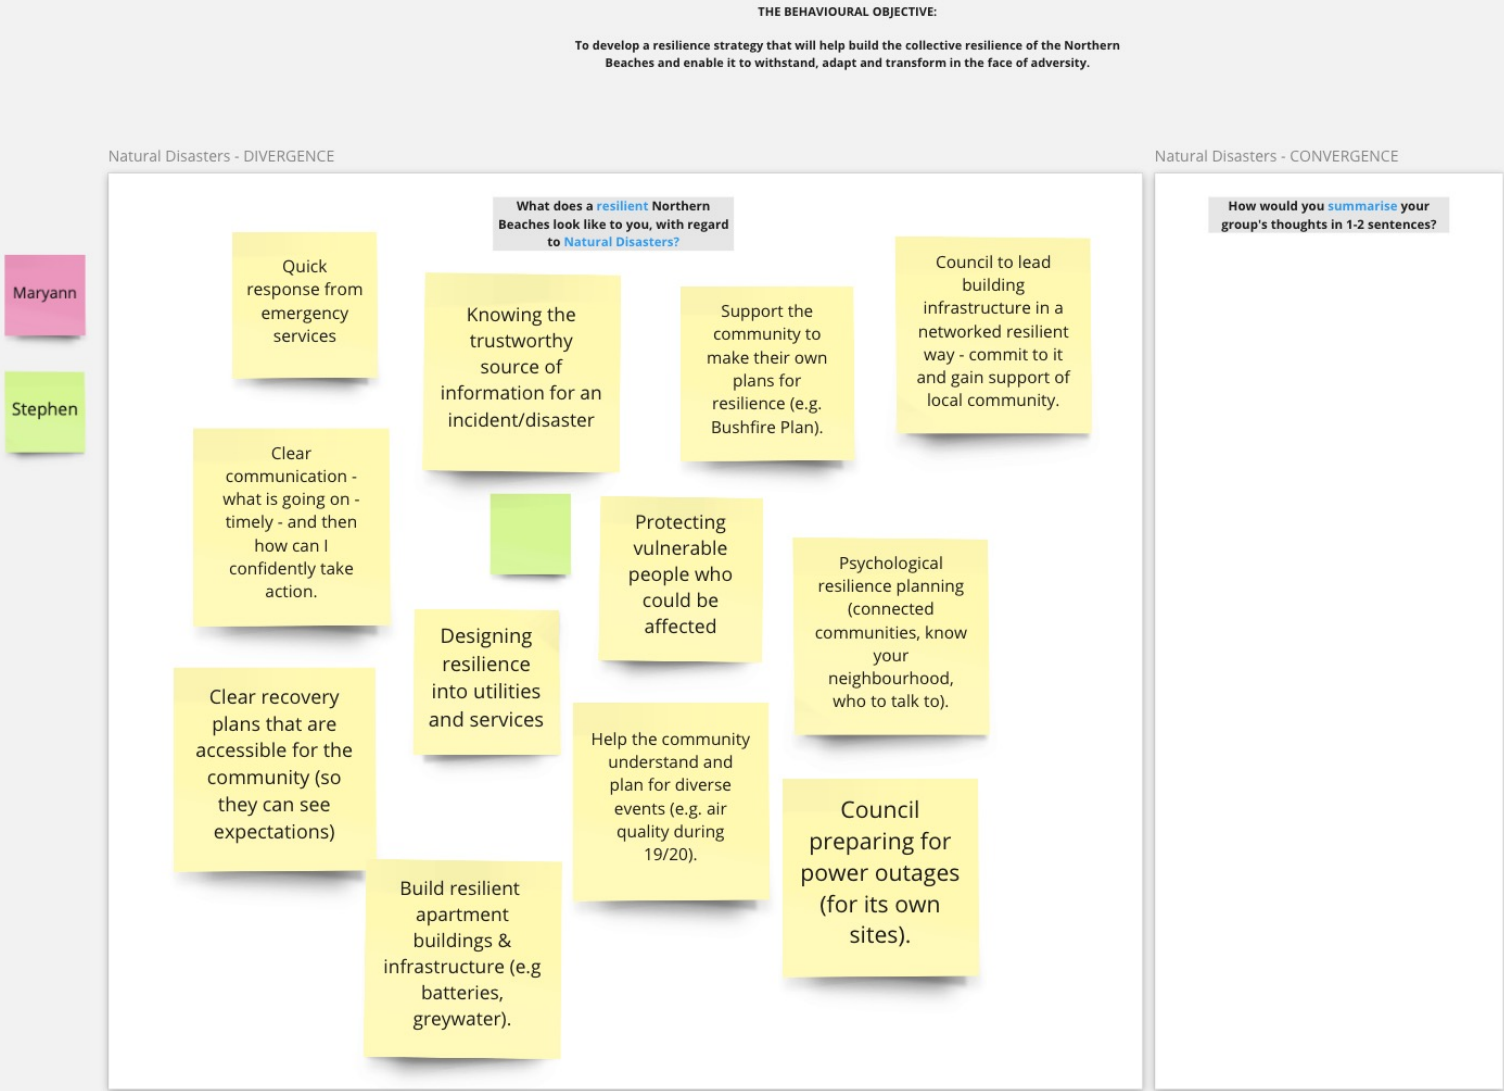 THE BEHAVIOURAL OBJECTIVE:
To develop a resilience strategy that will help build the collective resilience of the Northern
Beaches and enable it to withstand, adapt and transform in the face of adversity.
Natural Disasters - DIVERGENCE
What does a resilient Northern
Beaches look like to you, with regard
to Natural Disasters?
Maryann
Stephen
Quick
response from
emergency
services
Knowing the
trustworthy
source of
information for an
incident/disaster
Support the
community to
make their own
plans for
resilience (e.g.
Bushfire Plan).
Council to lead
building
infrastructure in a
networked resilient
way - commit to it
and gain support of
local community.
Clear
communication -
what is going on -
timely - and then
how can I
confidently take
action.
Protecting
vulnerable
people who
could be
affected
Psychological
resilience planning
(connected
communities, know
your
neighbourhood,
who to talk to).
Designing
resilience
into utilities
and services
Clear recovery
plans that are
accessible for the
community (so
they can see
expectations)
Help the community
understand and
plan for diverse
events (e.g. air
quality during
19/20).
Council
preparing for
power outages
(for its own
sites).
Build resilient
apartment
buildings &
infrastructure (e.g
batteries,
greywater).
Natural Disasters - CONVERGENCE
How would you summarise your
group's thoughts in 1-2 sentences?